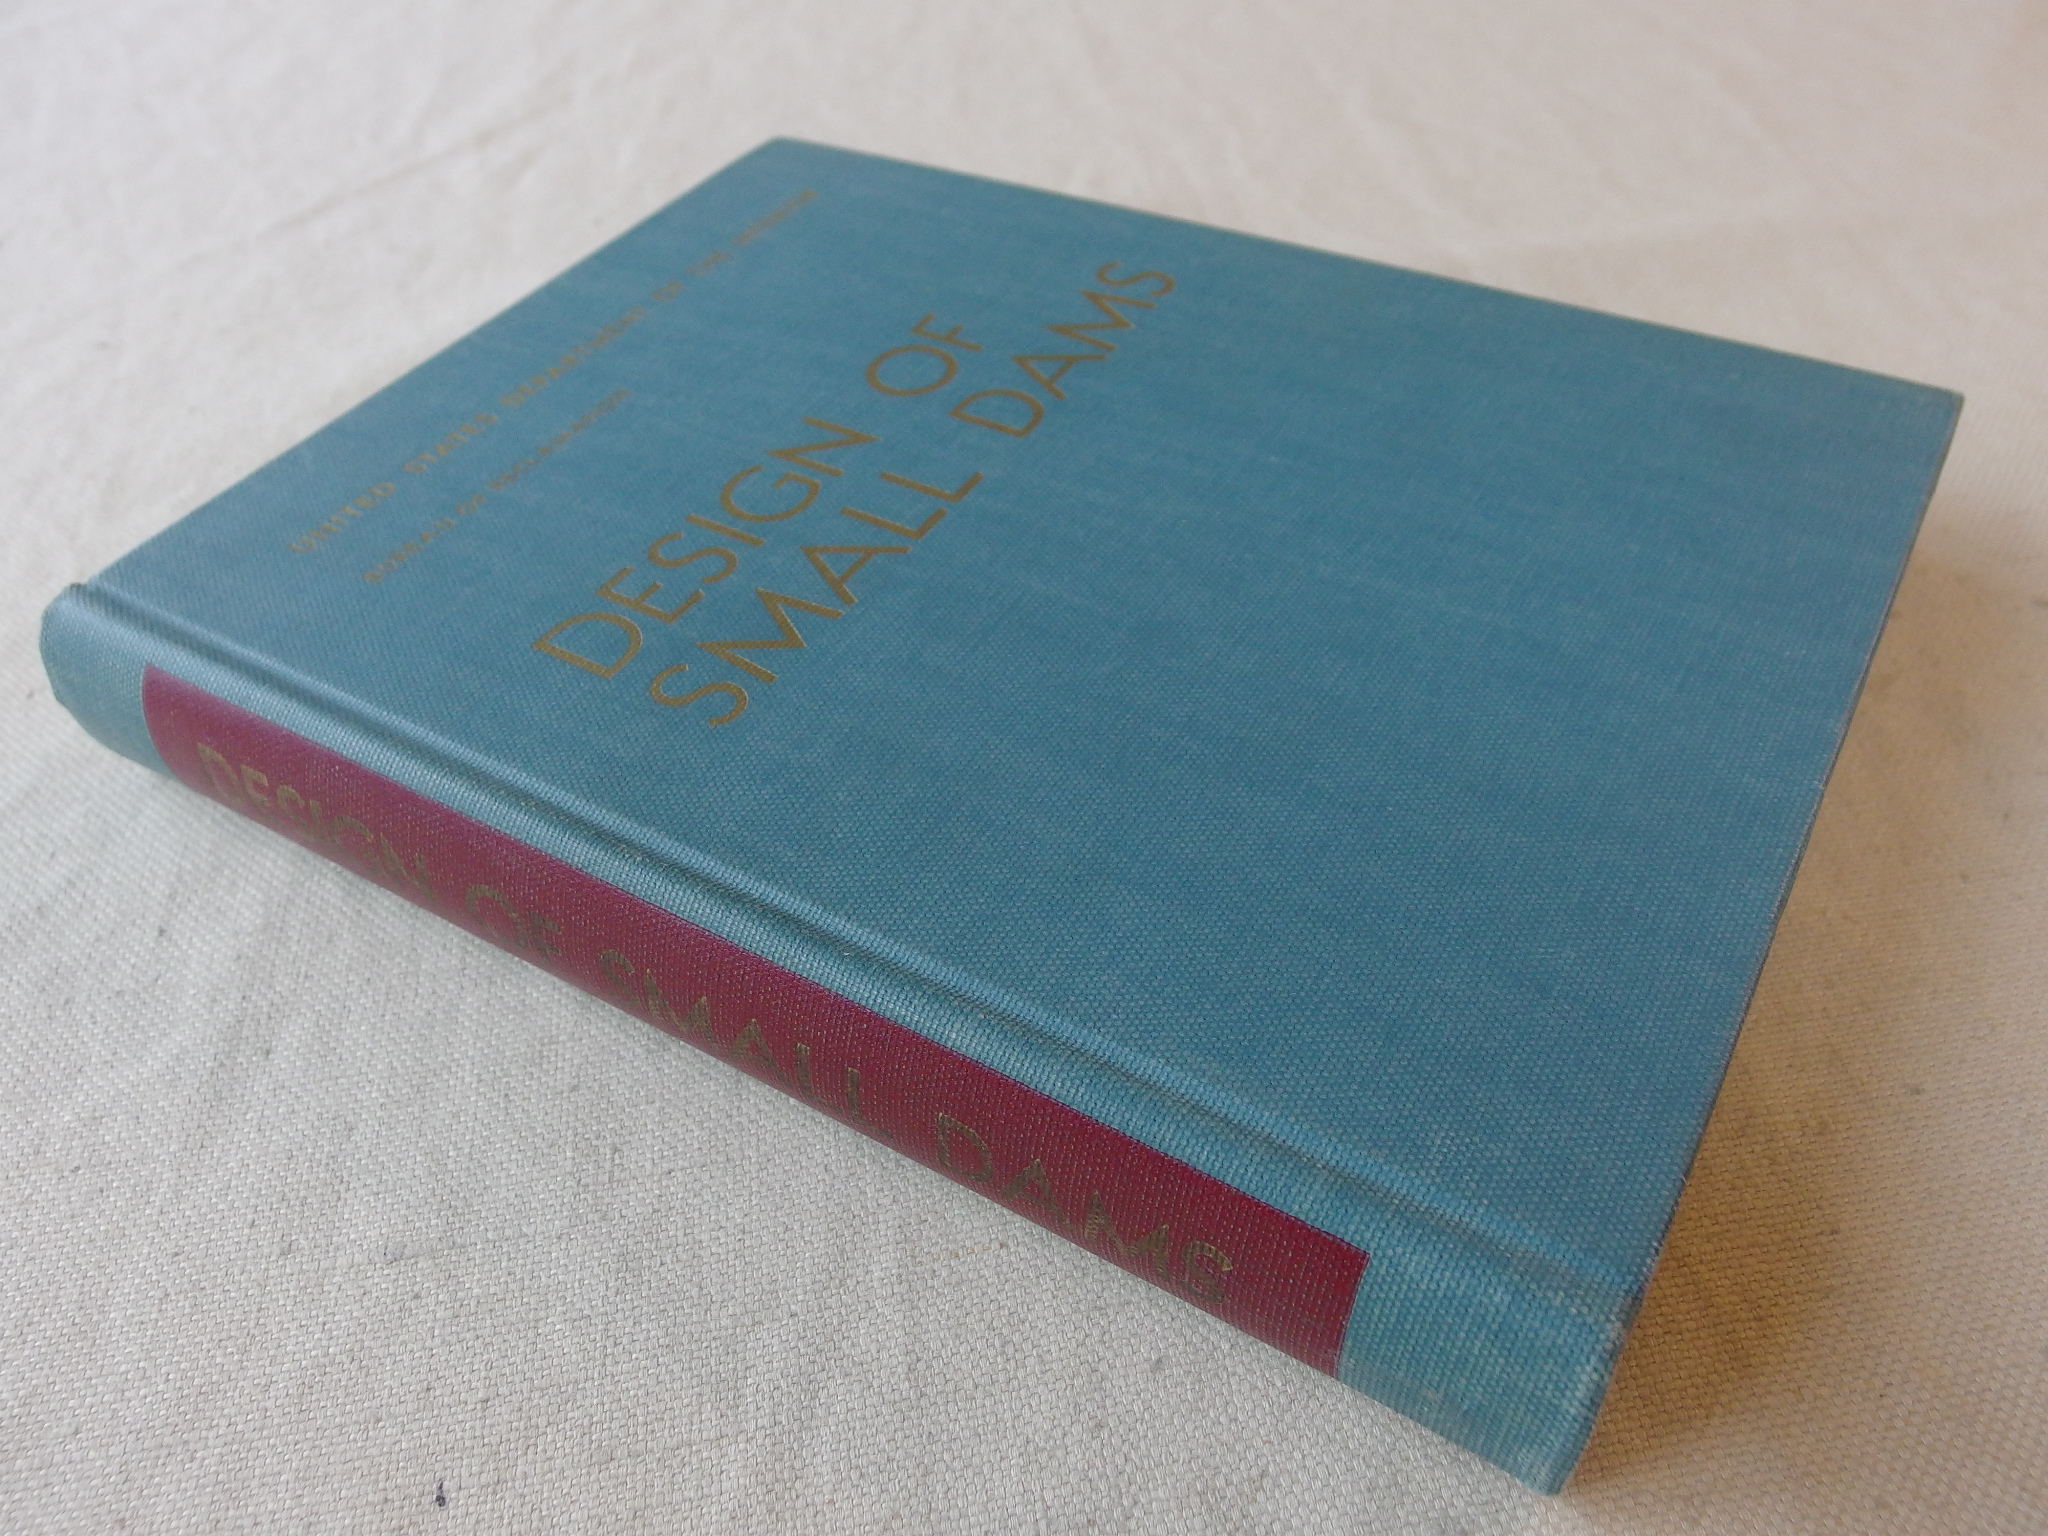 UNITED STATES DEPARTMENT OF THE INTERIOR
BUREAU OF RECLAMATION
DESIGN OF
SMALL DAMS
DESIGN OF SMALL DAMS